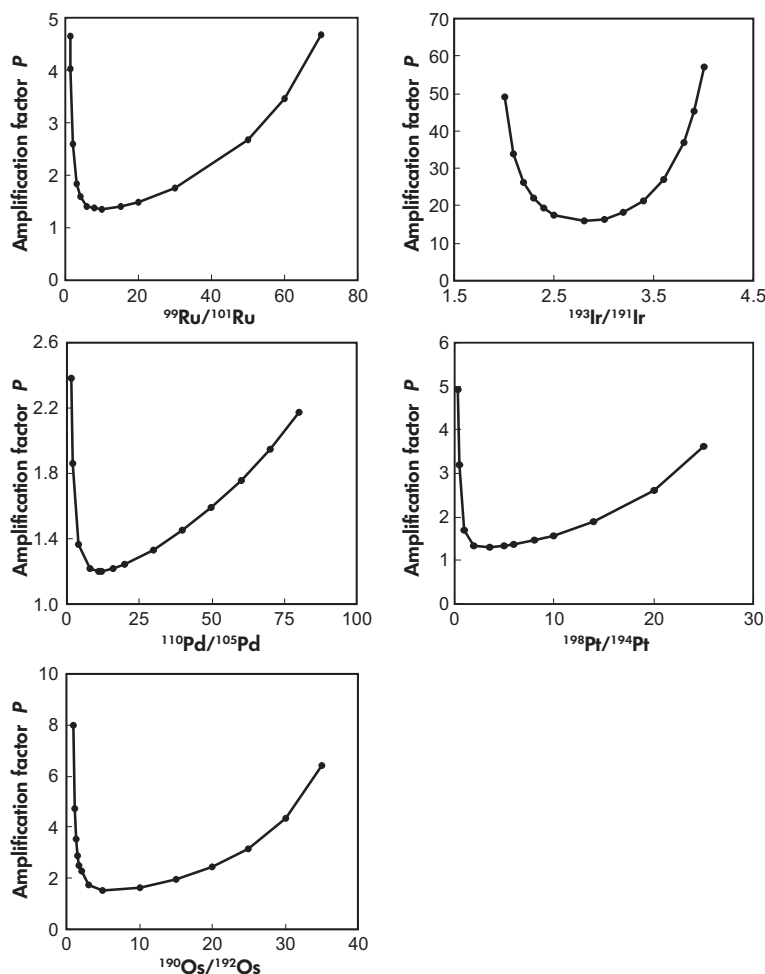 Amplification factor P
5
4
3
2
1
0
0 20 40 60 80
⁹⁹Ru/¹⁰¹Ru
Amplification factor P
70
60
50
40
30
20
10
0
1.5 2.5 3.5 4.5
¹⁹³Ir/¹⁹¹Ir
Amplification factor P
2.6
2.2
1.8
1.4
1.0
0 25 50 75 100
¹¹⁰Pd/¹⁰⁵Pd
Amplification factor P
6
5
4
3
2
1
0
0 10 20 30
¹⁹⁸Pt/¹⁹⁴Pt
Amplification factor P
10
8
6
4
2
0
0 10 20 30 40
¹⁹⁰Os/¹⁹²Os